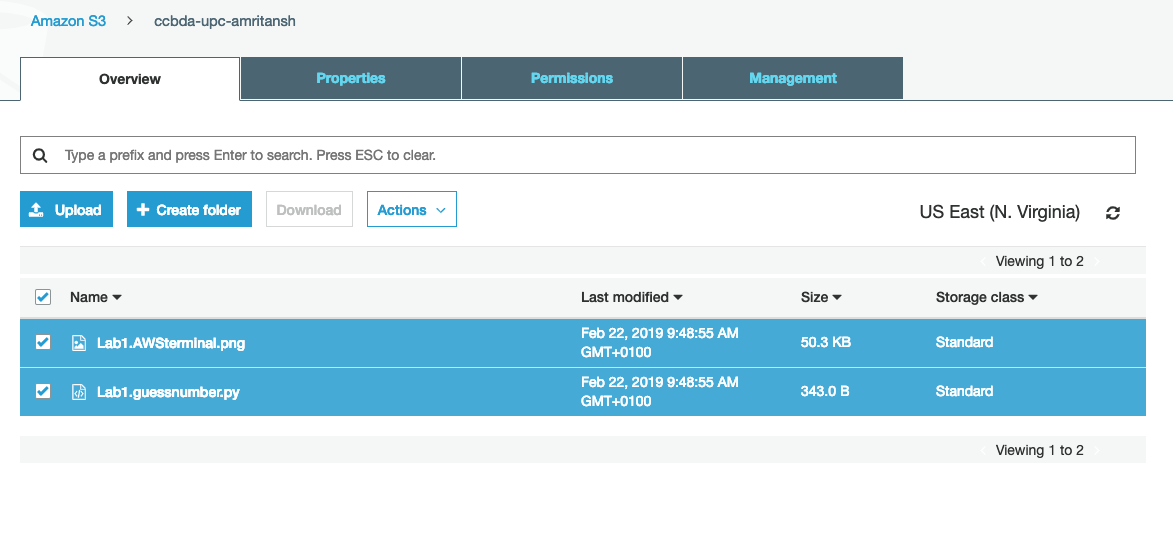 Amazon S3 > ccbda-upc-amritansh
Overview Properties Permissions Management
Type a prefix and press Enter to search. Press ESC to clear.
Upload + Create folder Download Actions US East (N. Virginia)
Viewing 1 to 2
Name Last modified Size Storage class
Lab1.AWSterminal.png Feb 22, 2019 9:48:55 AM GMT+0100 50.3 KB Standard
Lab1.guessnumber.py Feb 22, 2019 9:48:55 AM GMT+0100 343.0 B Standard
Viewing 1 to 2